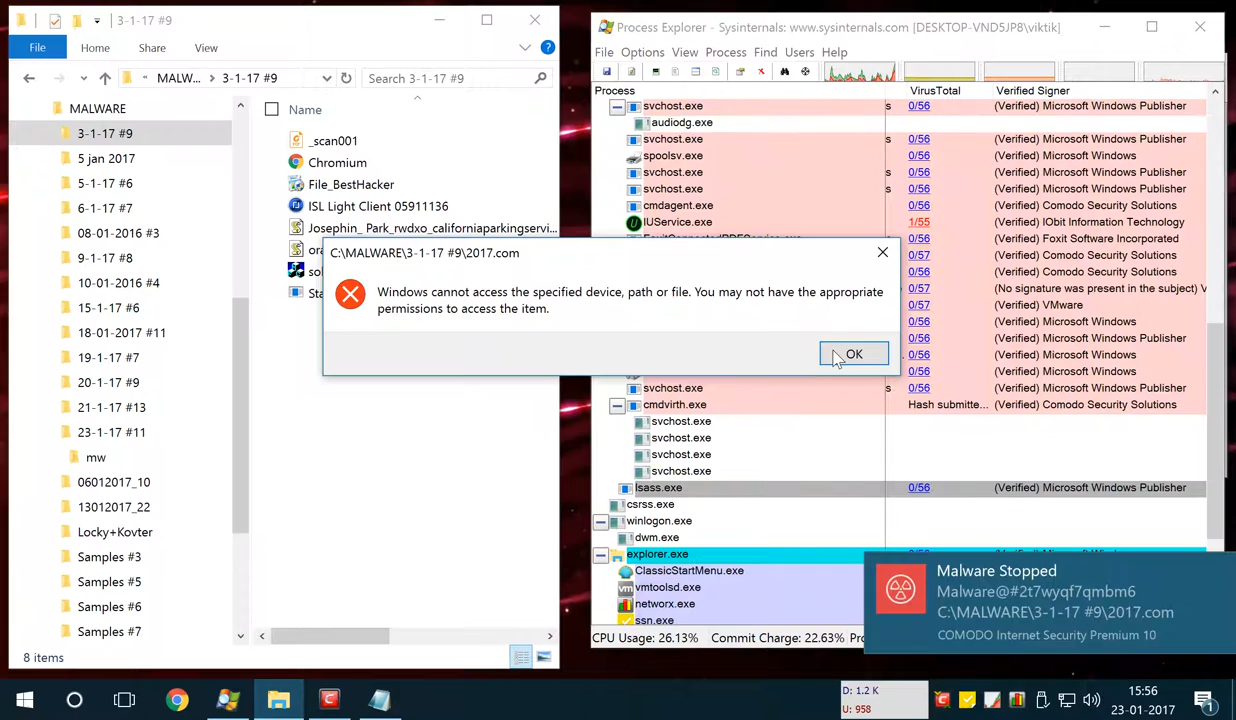 3-1-17 #9
File
Home
Share
View
MALW...
3-1-17 #9
Search 3-1-17 #9
MALWARE
3-1-17 #9
5 jan 2017
5-1-17 #6
6-1-17 #7
08-01-2016 #3
9-1-17 #8
10-01-2016 #4
15-1-17 #6
18-01-2017 #11
19-1-17 #7
20-1-17 #9
21-1-17 #13
23-1-17 #11
mw
06012017_10
13012017_22
Locky+Kovter
Samples #3
Samples #5
Samples #6
Samples #7
Name
_scan001
Chromium
File_BestHacker
ISL Light Client 05911136
Josephin_ Park_rwdxo_californiaparkingservi...
8 items
C:\MALWARE\3-1-17 #9\2017.com
Windows cannot access the specified device, path or file. You may not have the appropriate
permissions to access the item.
OK
Process Explorer - Sysinternals: www.sysinternals.com [DESKTOP-VND5JP8\viktik]
File Options View Process Find Users Help
Process VirusTotal Verified Signer
svchost.exe s 0/56 (Verified) Microsoft Windows Publisher
audiodg.exe
svchost.exe s 0/56 (Verified) Microsoft Windows Publisher
spoolsv.exe 0/56 (Verified) Microsoft Windows
svchost.exe s 0/56 (Verified) Microsoft Windows Publisher
svchost.exe s 0/56 (Verified) Microsoft Windows Publisher
cmdagent.exe 0/56 (Verified) Comodo Security Solutions
IUService.exe 1/55 (Verified) IObit Information Technology
0/56 (Verified) Foxit Software Incorporated
0/57 (Verified) Comodo Security Solutions
0/56 (Verified) Comodo Security Solutions
0/57 (No signature was present in the subject) V
0/57 (Verified) VMware
0/56 (Verified) Microsoft Windows
0/56 (Verified) Microsoft Windows Publisher
0/56 (Verified) Microsoft Windows
0/56 (Verified) Microsoft Windows
svchost.exe s 0/56 (Verified) Microsoft Windows Publisher
cmdvirth.exe Hash submitte... (Verified) Comodo Security Solutions
svchost.exe
svchost.exe
svchost.exe
svchost.exe
lsass.exe 0/56 (Verified) Microsoft Windows Publisher
csrss.exe
winlogon.exe
dwm.exe
explorer.exe
ClassicStartMenu.exe
vmtoolsd.exe
networx.exe
ssn.exe
CPU Usage: 26.13% Commit Charge: 22.63%
Malware Stopped
Malware@#2t7wyqf7qmbm6
C:\MALWARE\3-1-17 #9\2017.com
COMODO Internet Security Premium 10
D: 1.2 K
U: 958
15:56
23-01-2017
1